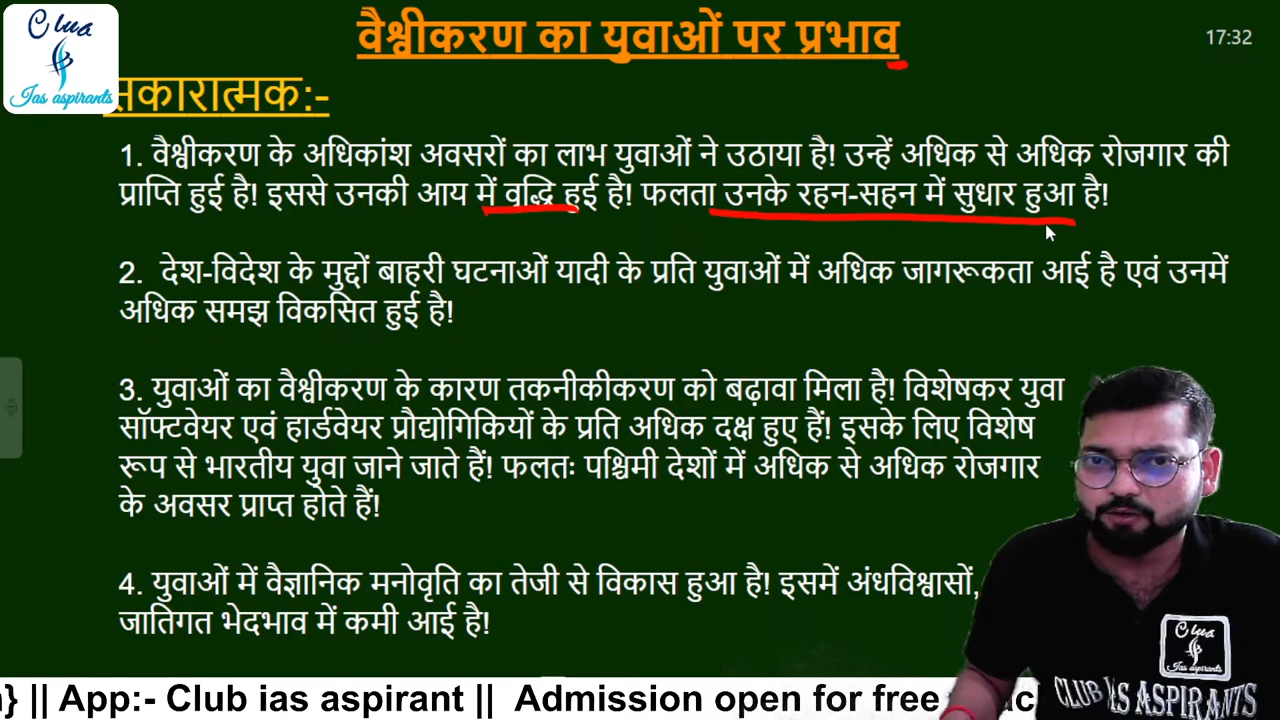 Clua
Ias aspirants
वैश्वीकरण का युवाओं पर प्रभाव
17:32
सकारात्मक:-
1. वैश्वीकरण के अधिकांश अवसरों का लाभ युवाओं ने उठाया है! उन्हें अधिक से अधिक रोजगार की
प्राप्ति हुई है! इससे उनकी आय में वृद्धि हुई है! फलता उनके रहन-सहन में सुधार हुआ है!
2. देश-विदेश के मुद्दों बाहरी घटनाओं यादी के प्रति युवाओं में अधिक जागरूकता आई है एवं उनमें
अधिक समझ विकसित हुई है!
3. युवाओं का वैश्वीकरण के कारण तकनीकीकरण को बढ़ावा मिला है! विशेषकर युवा
सॉफ्टवेयर एवं हार्डवेयर प्रौद्योगिकियों के प्रति अधिक दक्ष हुए हैं! इसके लिए विशेष
रूप से भारतीय युवा जाने जाते हैं! फलतः पश्चिमी देशों में अधिक से अधिक रोजगार
के अवसर प्राप्त होते हैं!
4. युवाओं में वैज्ञानिक मनोवृति का तेजी से विकास हुआ है! इसमें अंधविश्वासों,
जातिगत भेदभाव में कमी आई है!
Clua
Ias aspirants
CLUB IAS ASPIRANTS
} || App:- Club ias aspirant || Admission open for free